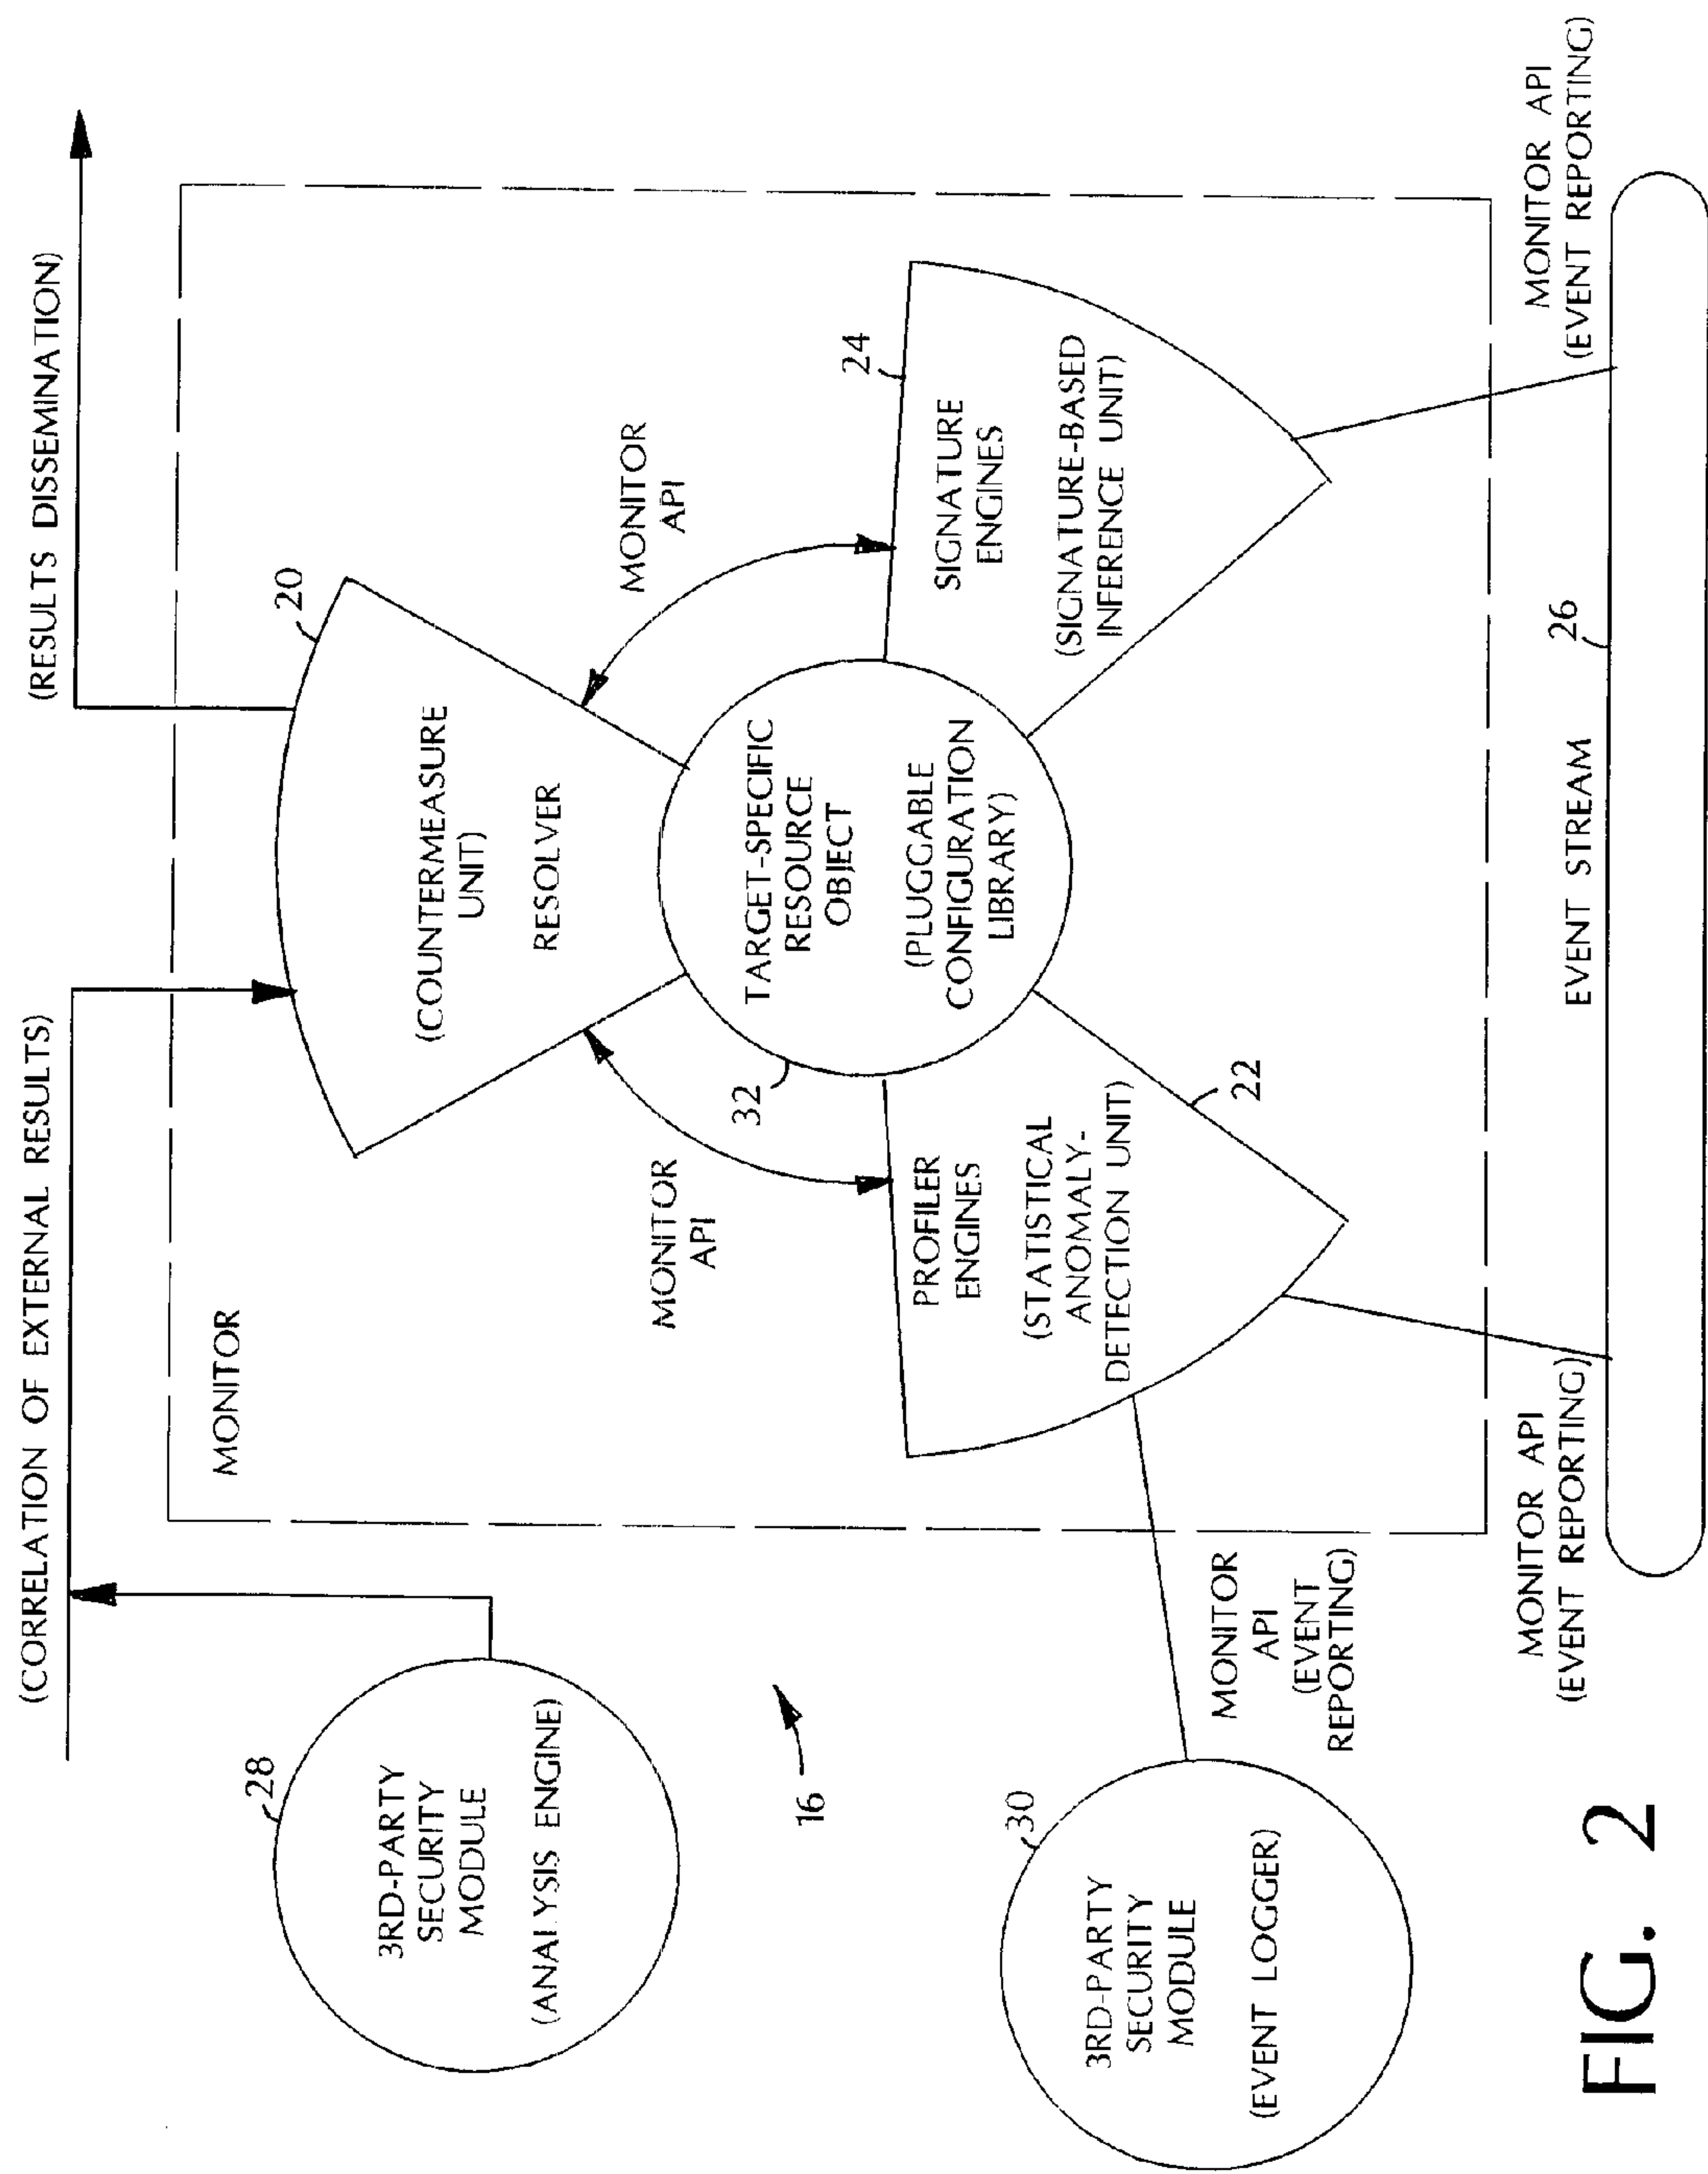 (CORRELATION OF EXTERNAL RESULTS)
(RESULTS DISSEMINATION)
MONITOR
20
(COUNTERMEASURE
UNIT)
RESOLVER
28
3RD-PARTY
SECURITY
MODULE
(ANALYSIS ENGINE)
MONITOR
API
MONITOR
API
32
TARGET-SPECIFIC
RESOURCE
OBJECT
(PLUGGABLE
CONFIGURATION
LIBRARY)
24
SIGNATURE
ENGINES
(SIGNATURE-BASED
INFERENCE UNIT)
PROFILER
ENGINES
(STATISTICAL
ANOMALY-
DETECTION UNIT)
22
16
30
3RD-PARTY
SECURITY
MODULE
(EVENT LOGGER)
MONITOR
API
(EVENT
REPORTING)
MONITOR API
(EVENT REPORTING)
EVENT STREAM
26
MONITOR API
(EVENT REPORTING)
FIG. 2